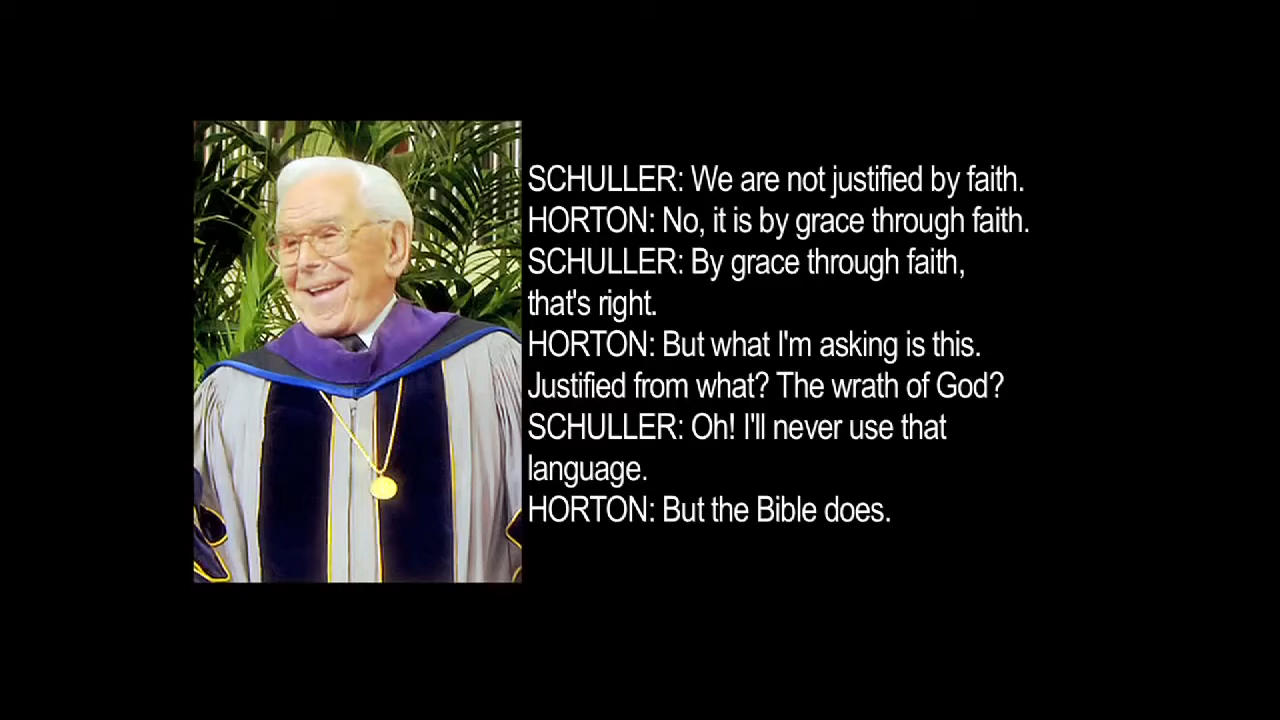 SCHULLER: We are not justified by faith.
HORTON: No, it is by grace through faith.
SCHULLER: By grace through faith,
that's right.
HORTON: But what I'm asking is this.
Justified from what? The wrath of God?
SCHULLER: Oh! I'll never use that
language.
HORTON: But the Bible does.